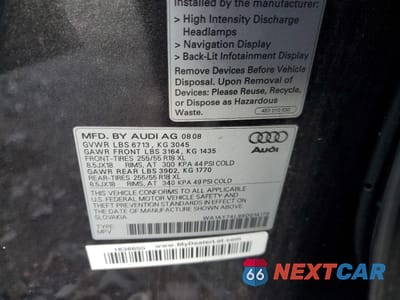 installed by the manufacturer:
> High Intensity Discharge
Headlamps
> Navigation Display
> Back-Lit Infotainment Display
Remove Devices Before Vehicle
Disposal. Upon Removal of
Devices: Please Reuse, Recycle,
or Dispose as Hazardous
Waste.
MFD. BY AUDI AG 08 08
GVWR LBS 6713 , KG 3045
GAWR FRONT LBS 3164, KG 1435
FRONT-TIRES 255/55 R18 XL
8.5JX18 RIMS, AT 300 KPA 44 PSI COLD
GAWR REAR LBS 3902, KG 1770
REAR-TIRES 255/55 R18 XL
8.5JX18 RIMS, AT 340 KPA 49 PSI COLD
THIS VEHICLE CONFORMS TO ALL APPLICABLE
U.S. FEDERAL MOTOR VEHICLE SAFETY
STANDARDS IN EFFECT ON THE DATE OF
MANUFACTURE SHOWN ABOVE.
SLOVAKIA
TYPE:
Audi
www.MyDealerLot.com
66 NEXTCAR